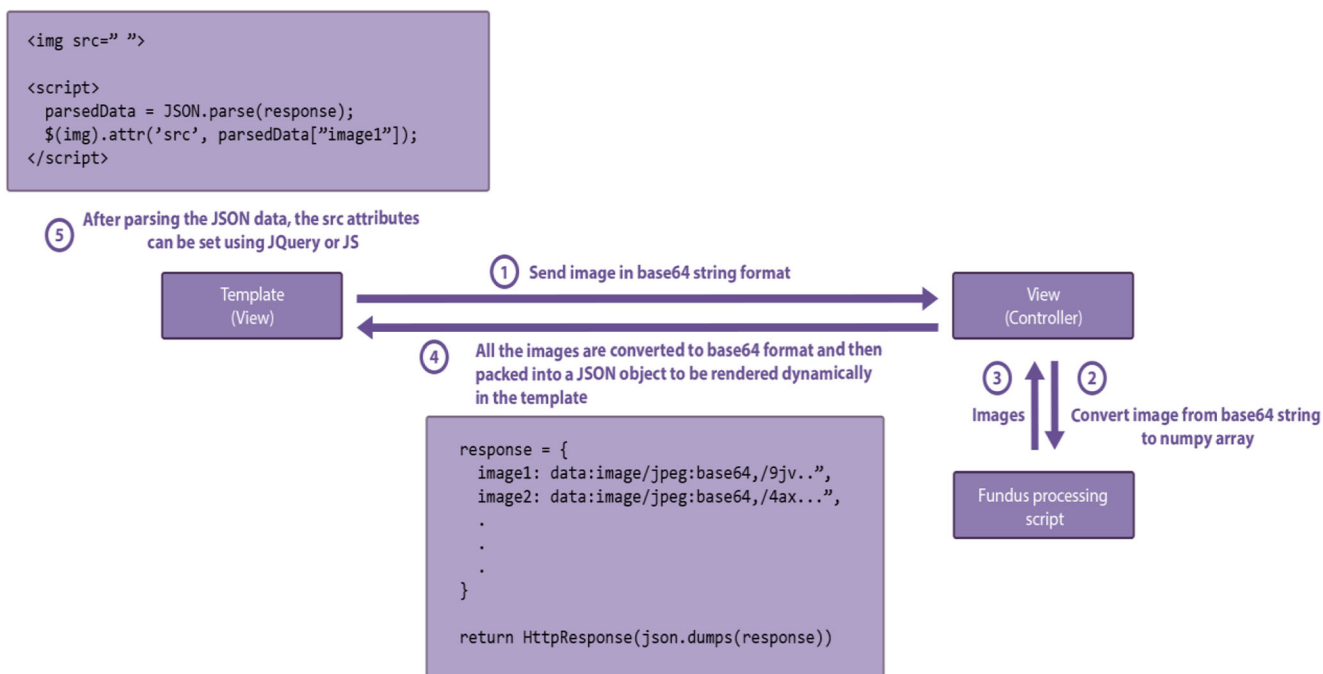 <img src=” ”>
<script>
parsedData = JSON.parse(response);
$(img).attr(’src’, parsedData[”image1”]);
</script>
5 After parsing the JSON data, the src attributes
can be set using JQuery or JS
1 Send image in base64 string format
Template
(View)
View
(Controller)
4 All the images are converted to base64 format and then
packed into a JSON object to be rendered dynamically
in the template
3
Images
2
Convert image from base64 string
to numpy array
response = {
image1: data:image/jpeg:base64,/9jv..”,
image2: data:image/jpeg:base64,/4ax...”,
.
.
.
}
return HttpResponse(json.dumps(response))
Fundus processing
script